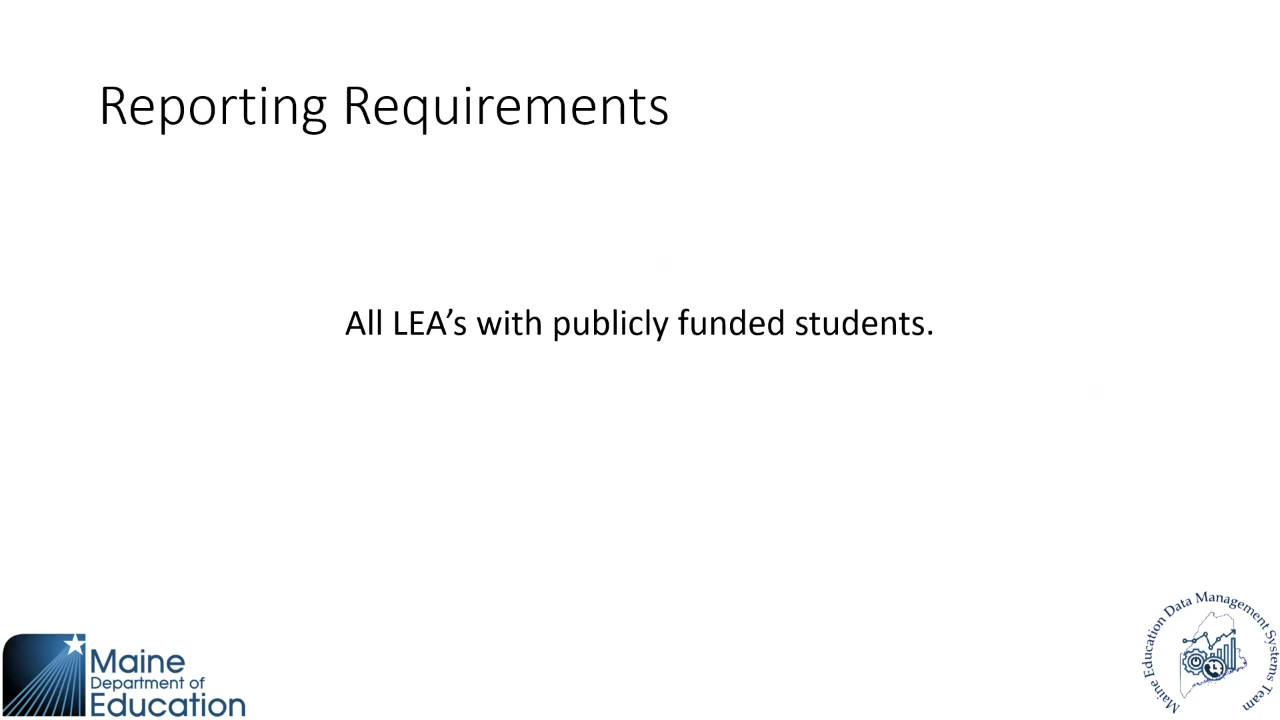 Reporting Requirements
All LEA’s with publicly funded students.
Maine
Department of
Education
Maine Education Data Management Systems Team